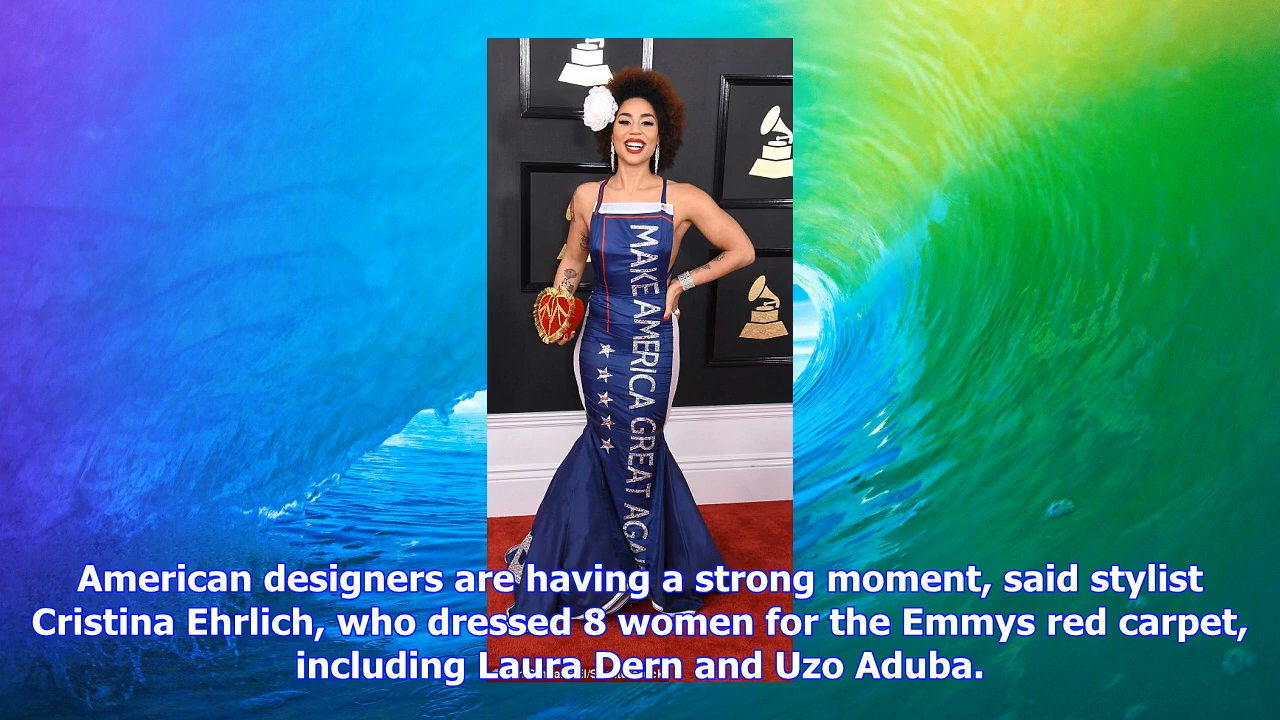 MAKE AMERICA GREAT AGAI
American designers are having a strong moment, said stylist
Cristina Ehrlich, who dressed 8 women for the Emmys red carpet,
including Laura Dern and Uzo Aduba.